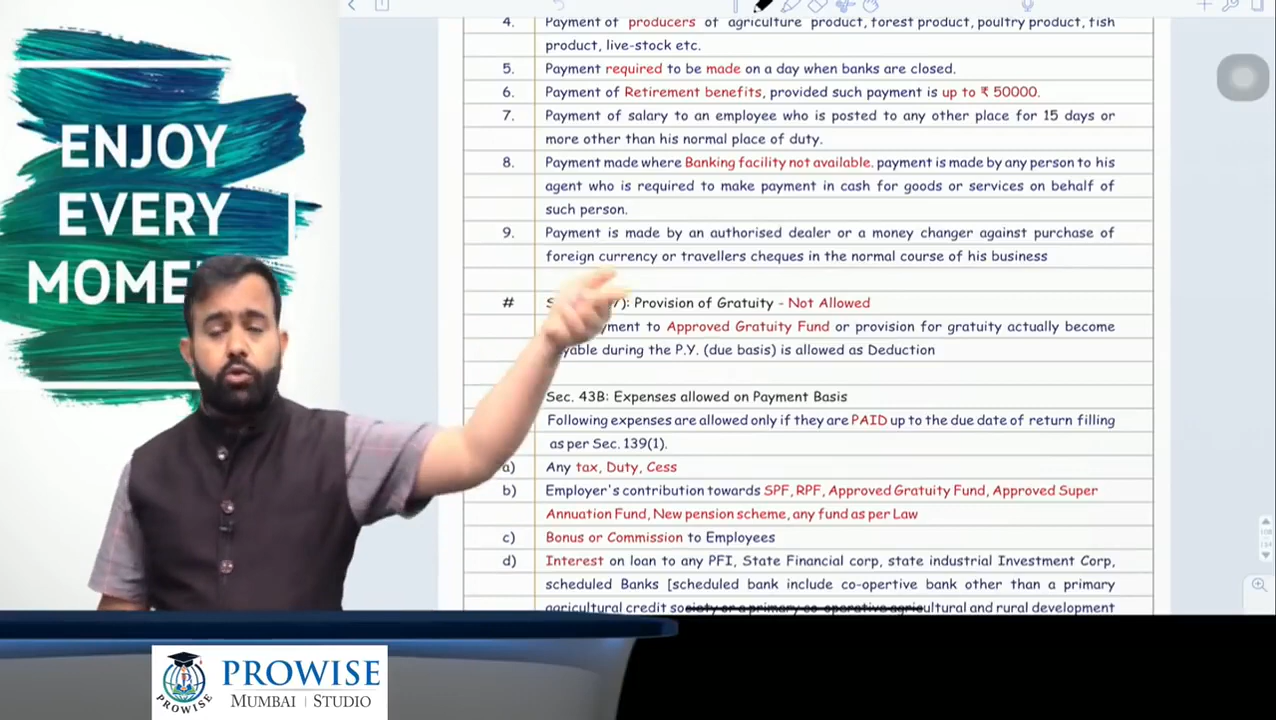 ENJOY
EVERY
MOME
4. Payment of producers of agriculture product, forest product, poultry product, fish
product, live-stock etc.
5. Payment required to be made on a day when banks are closed.
6. Payment of Retirement benefits, provided such payment is up to ₹ 50000.
7. Payment of salary to an employee who is posted to any other place for 15 days or
more other than his normal place of duty.
8. Payment made where Banking facility not available. payment is made by any person to his
agent who is required to make payment in cash for goods or services on behalf of
such person.
9. Payment is made by an authorised dealer or a money changer against purchase of
foreign currency or travellers cheques in the normal course of his business
# 7): Provision of Gratuity - Not Allowed
to Approved Gratuity Fund or provision for gratuity actually become
during the P.Y. (due basis) is allowed as Deduction
Sec. 43B: Expenses allowed on Payment Basis
Following expenses are allowed only if they are PAID up to the due date of return filling
as per Sec. 139(1).
a) Any tax, Duty, Cess
b) Employer's contribution towards SPF, RPF, Approved Gratuity Fund, Approved Super
Annuation Fund, New pension scheme, any fund as per Law
c) Bonus or Commission to Employees
d) Interest on loan to any PFI, State Financial corp, state industrial Investment Corp,
scheduled Banks [scheduled bank include co-opertive bank other than a primary
agricultural credit society or a primary co-operative agricultural and rural development
PROWISE
PROWISE
MUMBAI | STUDIO